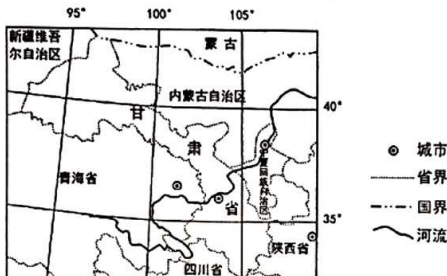 95°
100°
105°
新疆维吾
尔自治区
蒙古
内蒙古自治区
40°
甘
肃
宁夏回族自治区
城市
省界
青海省
国界
省
35°
河流
陕西省
四川省